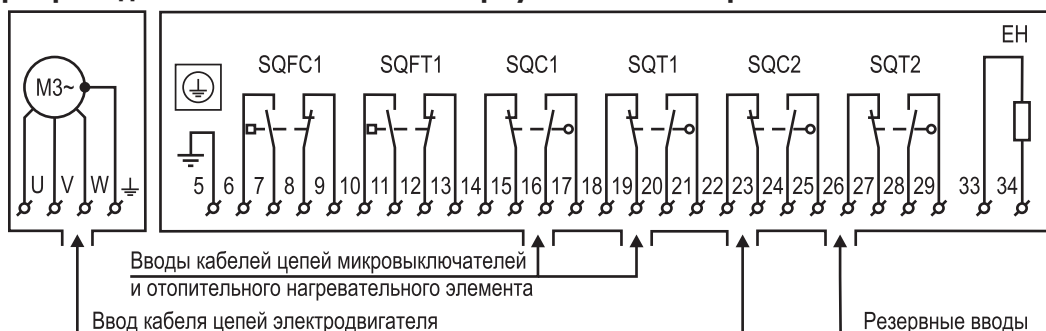 EH
SQFC1 SQFT1 SQC1 SQT1 SQC2 SQT2
М3~
U V W 5 6 7 8 9 10 11 12 13 14 15 16 17 18 19 20 21 22 23 24 25 26 27 28 29 33 34
Вводы кабелей цепей микровыключателей
и отопительного нагревательного элемента
Ввод кабеля цепей электродвигателя
Резервные вводы